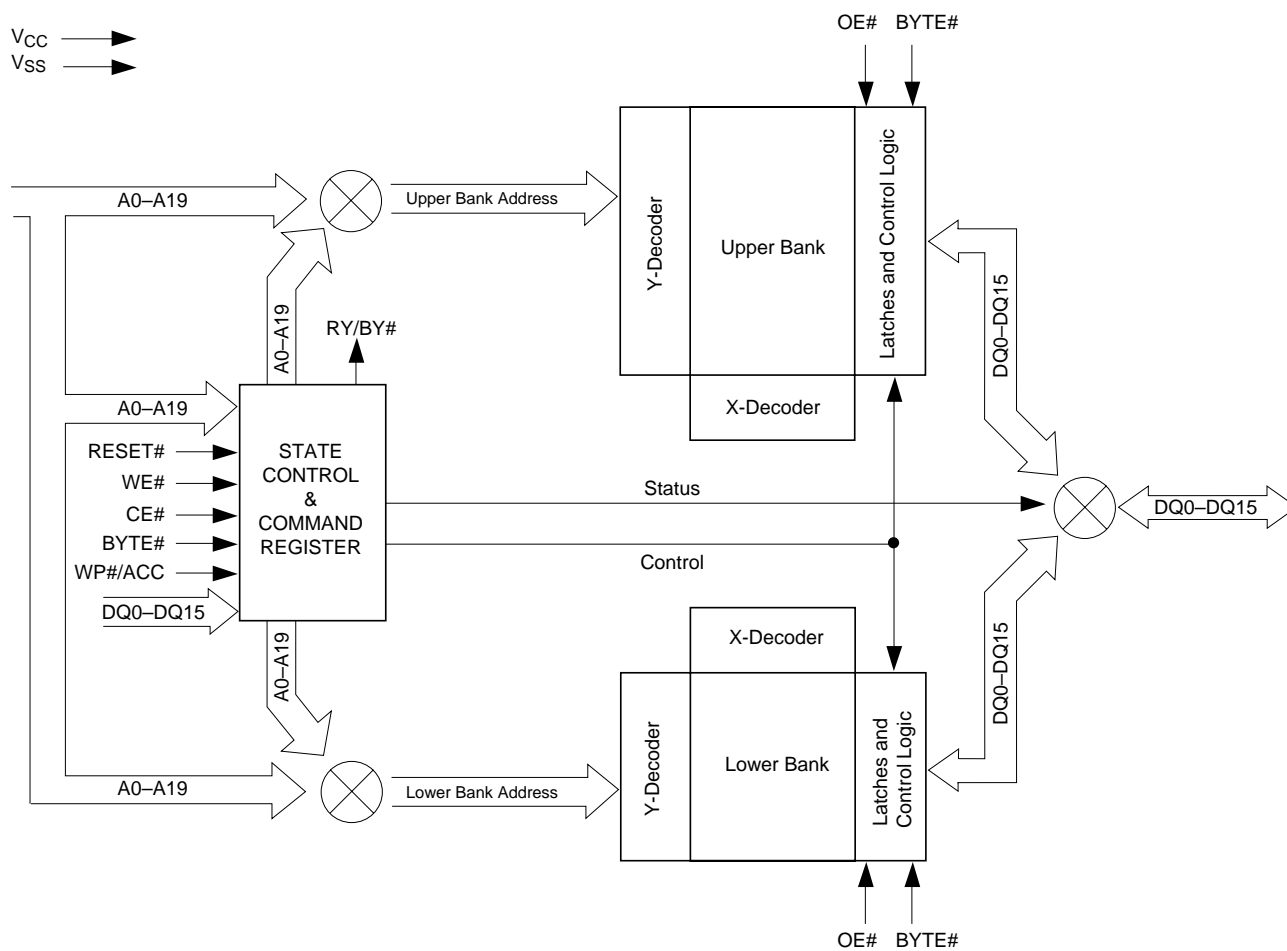 OE# BYTE#
VCC
VSS
A0–A19
Upper Bank Address
Y-Decoder
Upper Bank
Latches and Control Logic
DQ0–DQ15
A0–A19
RY/BY#
X-Decoder
A0–A19
RESET#
WE#
CE#
BYTE#
WP#/ACC
DQ0–DQ15
STATE
CONTROL
&
COMMAND
REGISTER
Status
Control
DQ0–DQ15
A0–A19
X-Decoder
DQ0–DQ15
A0–A19
Lower Bank Address
Y-Decoder
Lower Bank
Latches and
Control Logic
OE# BYTE#